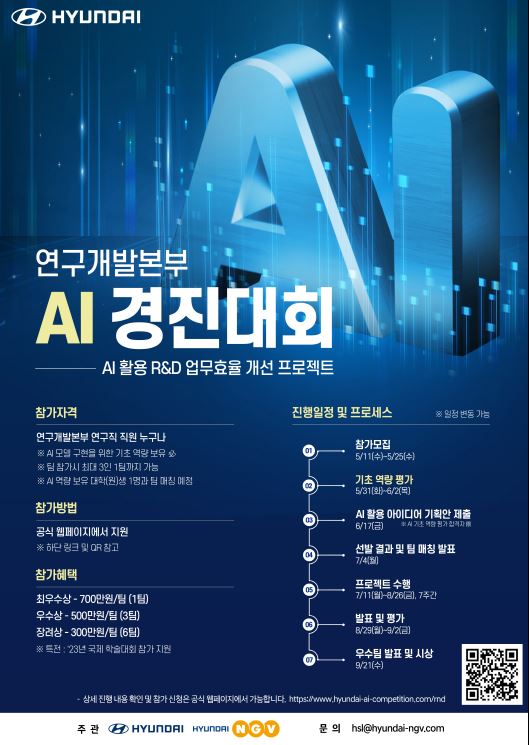 HYUNDAI
연구개발본부
AI 경진대회
AI 활용 R&D 업무효율 개선 프로젝트
참가자격
연구개발본부 연구직 직원 누구나
※ AI 모델 구현을 위한 기초 역량 보유 必
※ 팀 참가시 최대 3인 1팀까지 가능
※ AI 역량 보유 대학(원)생 1명과 팀 매칭 예정
참가방법
공식 웹페이지에서 지원
※ 하단 링크 및 QR 참고
참가혜택
최우수상 - 700만원/팀 (1팀)
우수상 - 500만원/팀 (3팀)
장려상 - 300만원/팀 (6팀)
※ 특전 : '23년 국제 학술대회 참가 지원
진행일정 및 프로세스 ※ 일정 변동 가능
01 참가모집
5/11(수)~5/25(수)
02 기초 역량 평가
5/31(화)~6/2(목)
03 AI 활용 아이디어 기획안 제출
6/17(금) ※ AI 기초 역량 평가 합격자 限
04 선발 결과 및 팀 매칭 발표
7/4(월)
05 프로젝트 수행
7/11(월)~8/26(금), 7주간
06 발표 및 평가
8/29(월)~9/2(금)
07 우수팀 발표 및 시상
9/21(수)
- 상세 진행 내용 확인 및 참가 신청은 공식 웹페이지에서 가능합니다. https://www.hyundai-ai-competition.com/rnd
주 관 HYUNDAI HYUNDAI NGV 문 의 hsl@hyundai-ngv.com